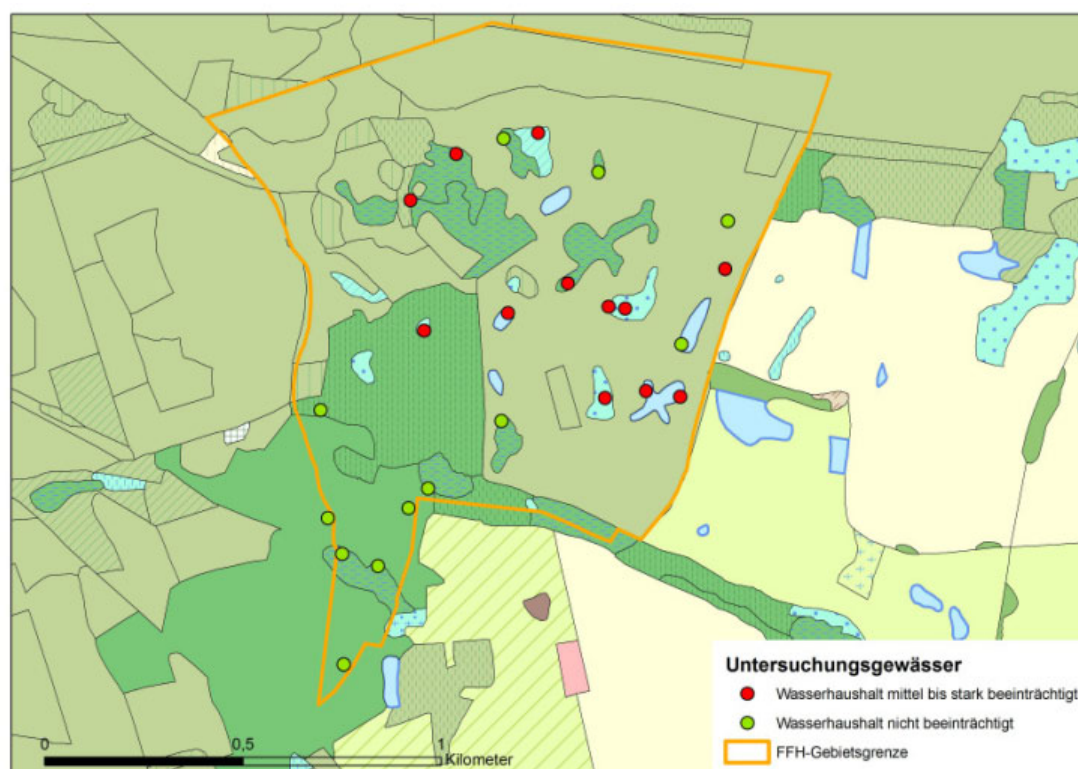 Untersuchungsgewässer
Wasserhaushalt mittel bis stark beeinträchtigt
Wasserhaushalt nicht beeinträchtigt
FFH-Gebietsgrenze
0 0,5 1
Kilometer